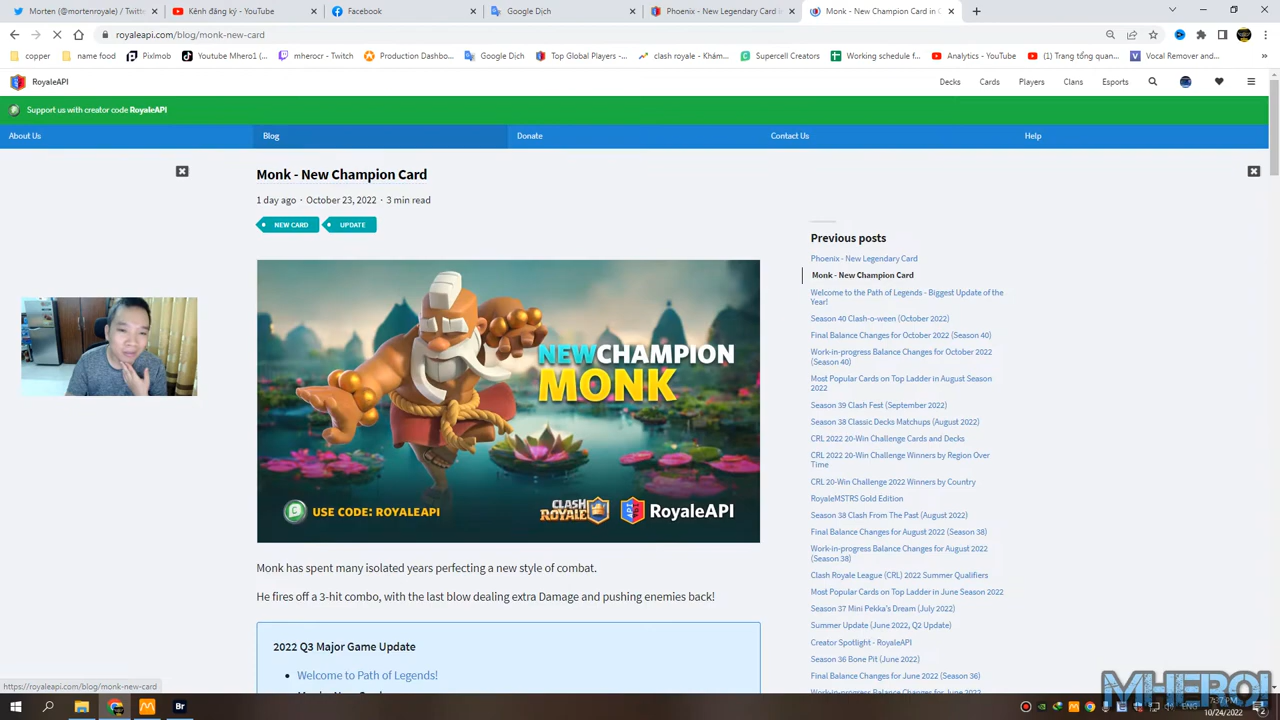 Morten (@mortenroyale) / Twitt
Kênh đăng ký - YouTube
Facebook
Google Dịch
Phoenix - New Legendary Card in
Monk - New Champion Card in C
royaleapi.com/blog/monk-new-card
copper
name food
Pixlmob
Youtube Mhero1
mherocr - Twitch
Production Dashbo...
Google Dịch
Top Global Players -...
clash royale - Khám...
Supercell Creators
Working schedule f...
Analytics - YouTube
(1) Trang tổng quan...
Vocal Remover and...
RoyaleAPI
Decks
Cards
Players
Clans
Esports
Support us with creator code RoyaleAPI
About Us
Blog
Donate
Contact Us
Help
Monk - New Champion Card
1 day ago · October 23, 2022 · 3 min read
NEW CARD
UPDATE
NEWCHAMPION
MONK
USE CODE: ROYALEAPI
CLASH
ROYALE
RoyaleAPI
Monk has spent many isolated years perfecting a new style of combat.
He fires off a 3-hit combo, with the last blow dealing extra Damage and pushing enemies back!
2022 Q3 Major Game Update
Welcome to Path of Legends!
Previous posts
Phoenix - New Legendary Card
Monk - New Champion Card
Welcome to the Path of Legends - Biggest Update of the
Year!
Season 40 Clash-o-ween (October 2022)
Final Balance Changes for October 2022 (Season 40)
Work-in-progress Balance Changes for October 2022
(Season 40)
Most Popular Cards on Top Ladder in August Season
2022
Season 39 Clash Fest (September 2022)
Season 38 Classic Decks Matchups (August 2022)
CRL 2022 20-Win Challenge Cards and Decks
CRL 2022 20-Win Challenge Winners by Region Over
Time
CRL 20-Win Challenge 2022 Winners by Country
RoyaleMSTRS Gold Edition
Season 38 Clash From The Past (August 2022)
Final Balance Changes for August 2022 (Season 38)
Work-in-progress Balance Changes for August 2022
(Season 38)
Clash Royale League (CRL) 2022 Summer Qualifiers
Most Popular Cards on Top Ladder in June Season 2022
Season 37 Mini Pekka's Dream (July 2022)
Summer Update (June 2022, Q2 Update)
Creator Spotlight - RoyaleAPI
Season 36 Bone Pit (June 2022)
Final Balance Changes for June 2022 (Season 36)
Work-in-progress Balance Changes for June 2022
https://royaleapi.com/blog/monk-new-card
MHERO1
Br
ENG
7:37 PM
10/24/2022